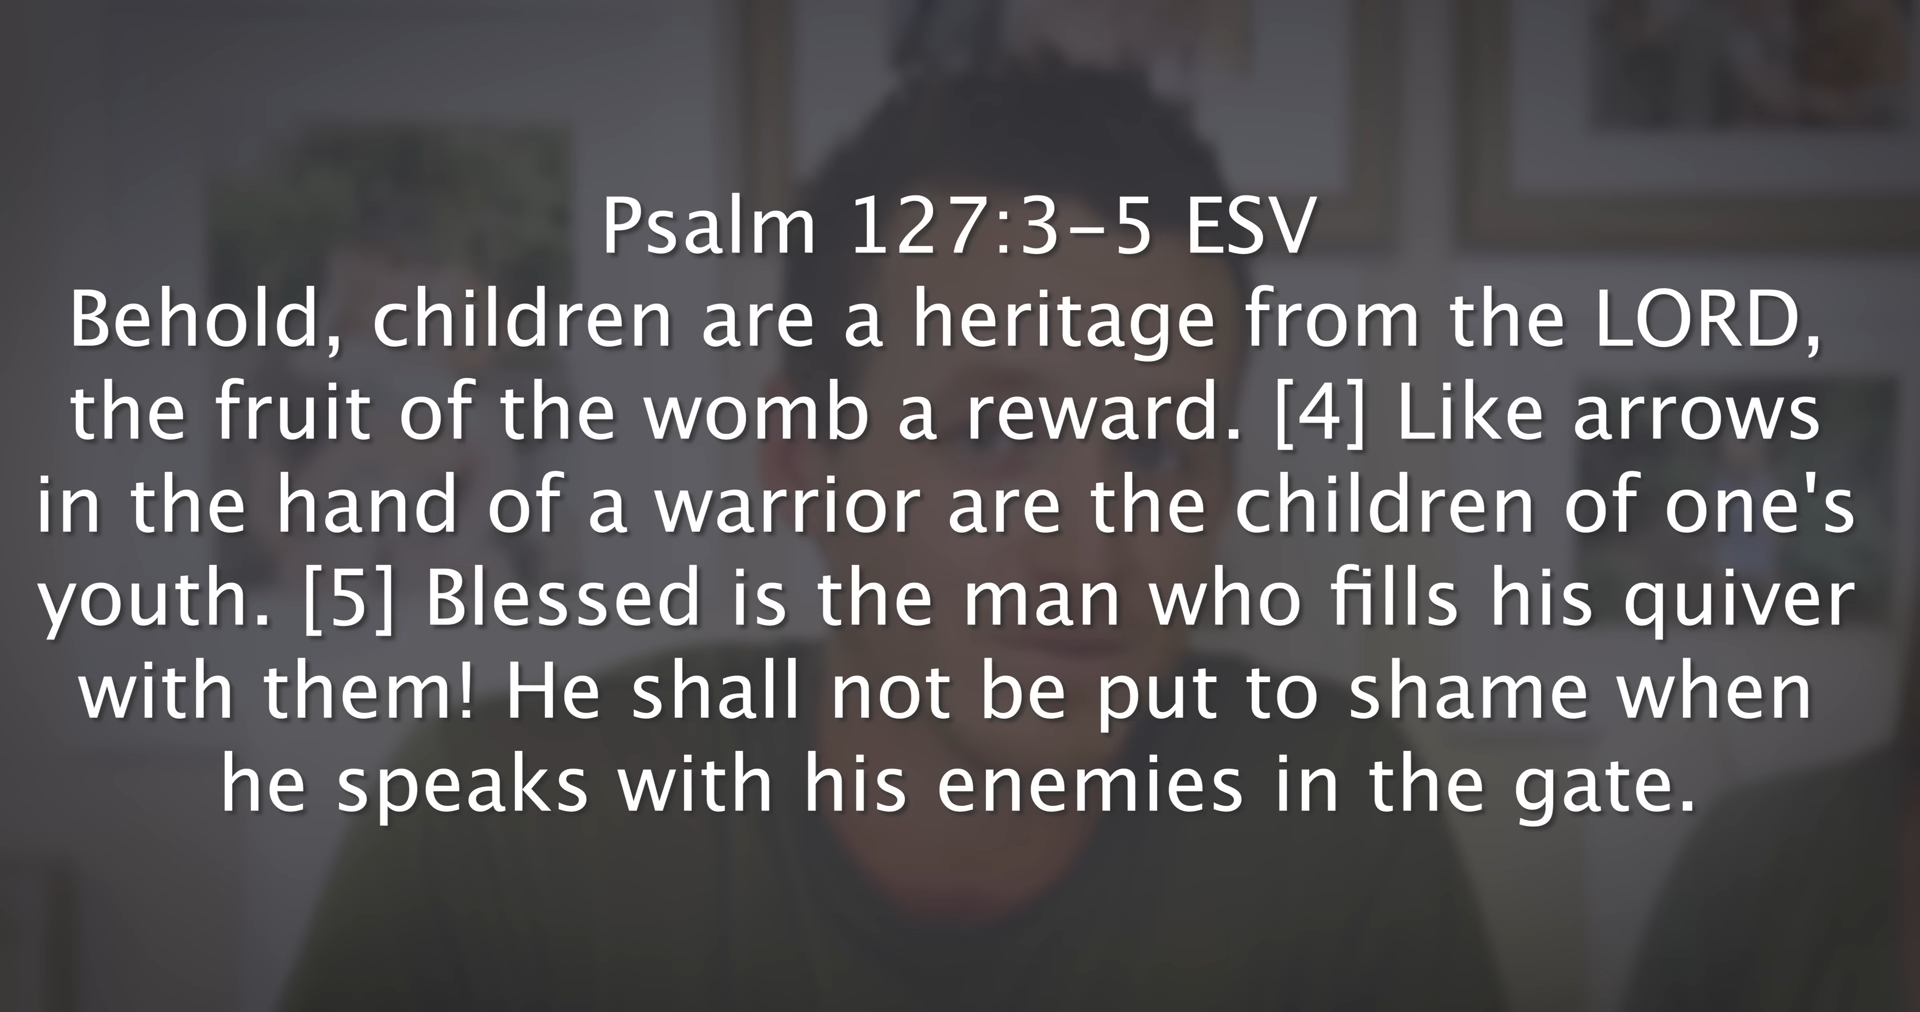 Psalm 127:3-5 ESV
Behold, children are a heritage from the LORD,
the fruit of the womb a reward. [4] Like arrows
in the hand of a warrior are the children of one's
youth. [5] Blessed is the man who fills his quiver
with them! He shall not be put to shame when
he speaks with his enemies in the gate.